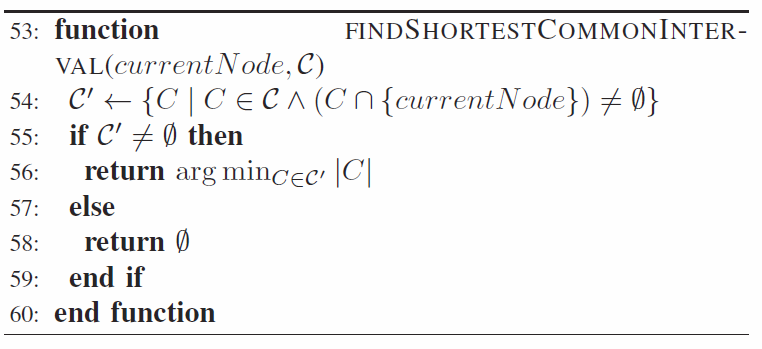 53: function FINDSHORTESTCOMMONINTER-
VAL(currentNode, 𝒞)
54: 𝒞′ ← {C | C ∈ 𝒞 ∧ (C ∩ {currentNode}) ≠ ∅}
55: if 𝒞′ ≠ ∅ then
56: return arg min_{C∈𝒞′} |C|
57: else
58: return ∅
59: end if
60: end function